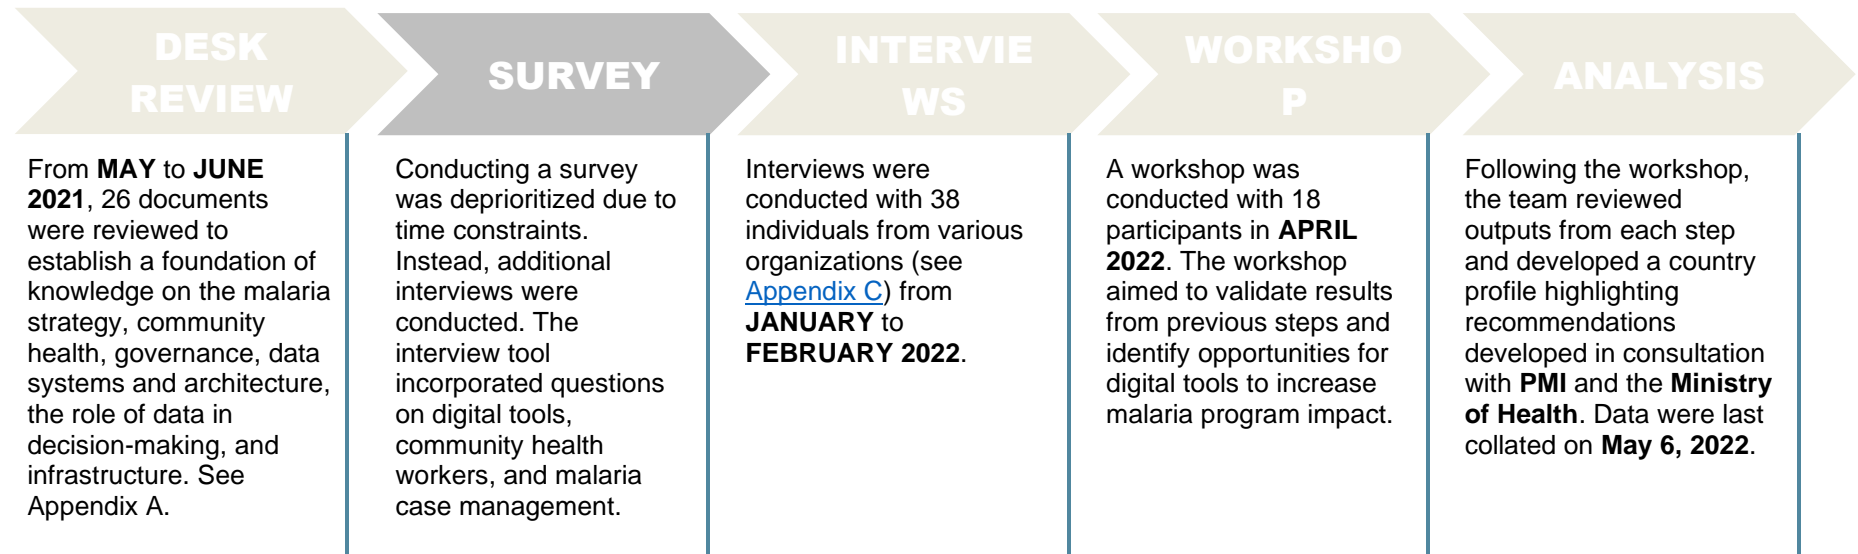 DESK
REVIEW
From MAY to JUNE
2021, 26 documents
were reviewed to
establish a foundation of
knowledge on the malaria
strategy, community
health, governance, data
systems and architecture,
the role of data in
decision-making, and
infrastructure. See
Appendix A.
SURVEY
Conducting a survey
was deprioritized due to
time constraints.
Instead, additional
interviews were
conducted. The
interview tool
incorporated questions
on digital tools,
community health
workers, and malaria
case management.
INTERVIE
WS
Interviews were
conducted with 38
individuals from various
organizations (see
Appendix C) from
JANUARY to
FEBRUARY 2022.
WORKSHO
P
A workshop was
conducted with 18
participants in APRIL
2022. The workshop
aimed to validate results
from previous steps and
identify opportunities for
digital tools to increase
malaria program impact.
ANALYSIS
Following the workshop,
the team reviewed
outputs from each step
and developed a country
profile highlighting
recommendations
developed in consultation
with PMI and the Ministry
of Health. Data were last
collated on May 6, 2022.